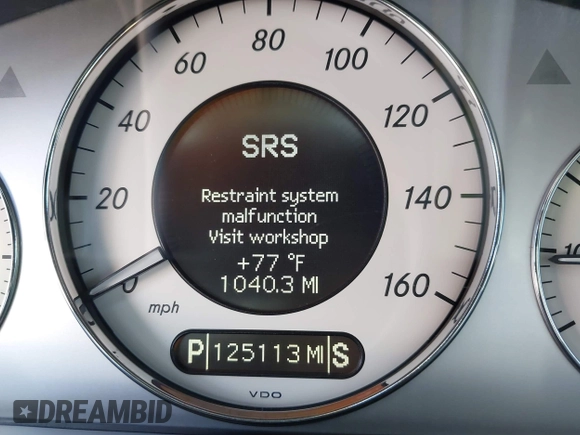 80
60
100
40
120
SRS
Restraint system
malfunction
Visit workshop
20
140
+77 °F
1040.3 MI
0
160
mph
P 125113 MI S
VDO
DREAMBID